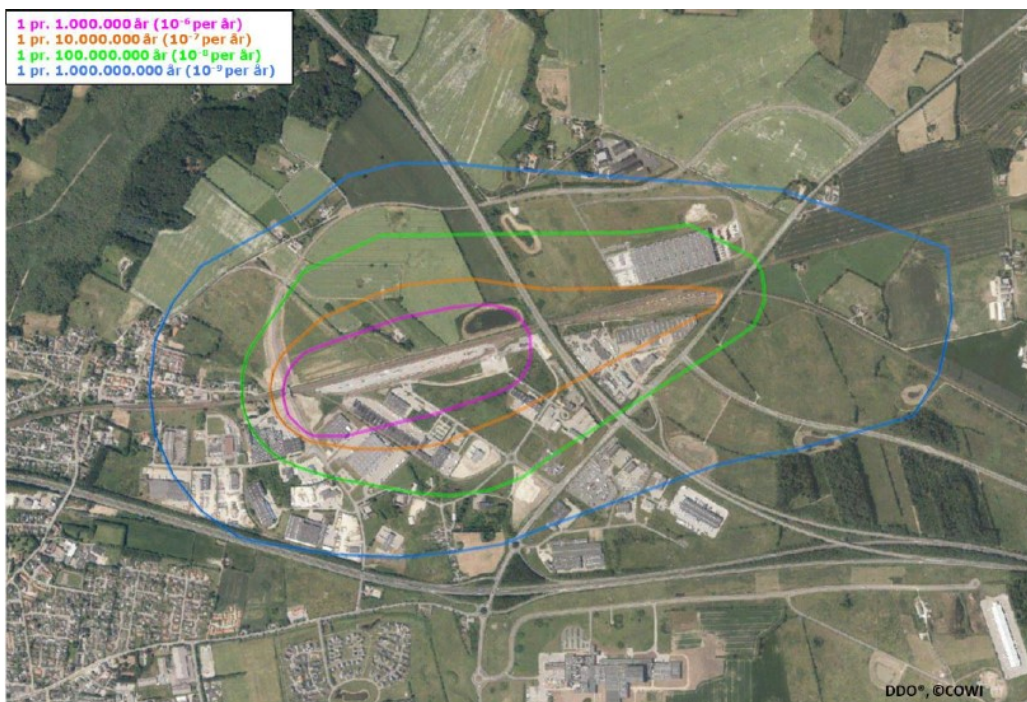 1 pr. 1.000.000 år (10⁻⁶ per år)
1 pr. 10.000.000 år (10⁻⁷ per år)
1 pr. 100.000.000 år (10⁻⁸ per år)
1 pr. 1.000.000.000 år (10⁻⁹ per år)
DDO®, ©COWI